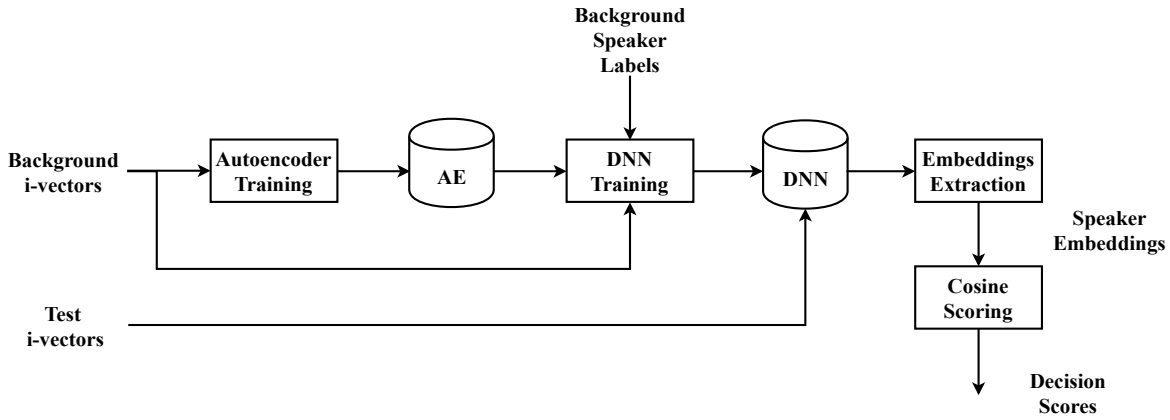 Background
Speaker
Labels
Background
i-vectors
Autoencoder
Training
AE
DNN
Training
DNN
Embeddings
Extraction
Speaker
Embeddings
Cosine
Scoring
Test
i-vectors
Decision
Scores